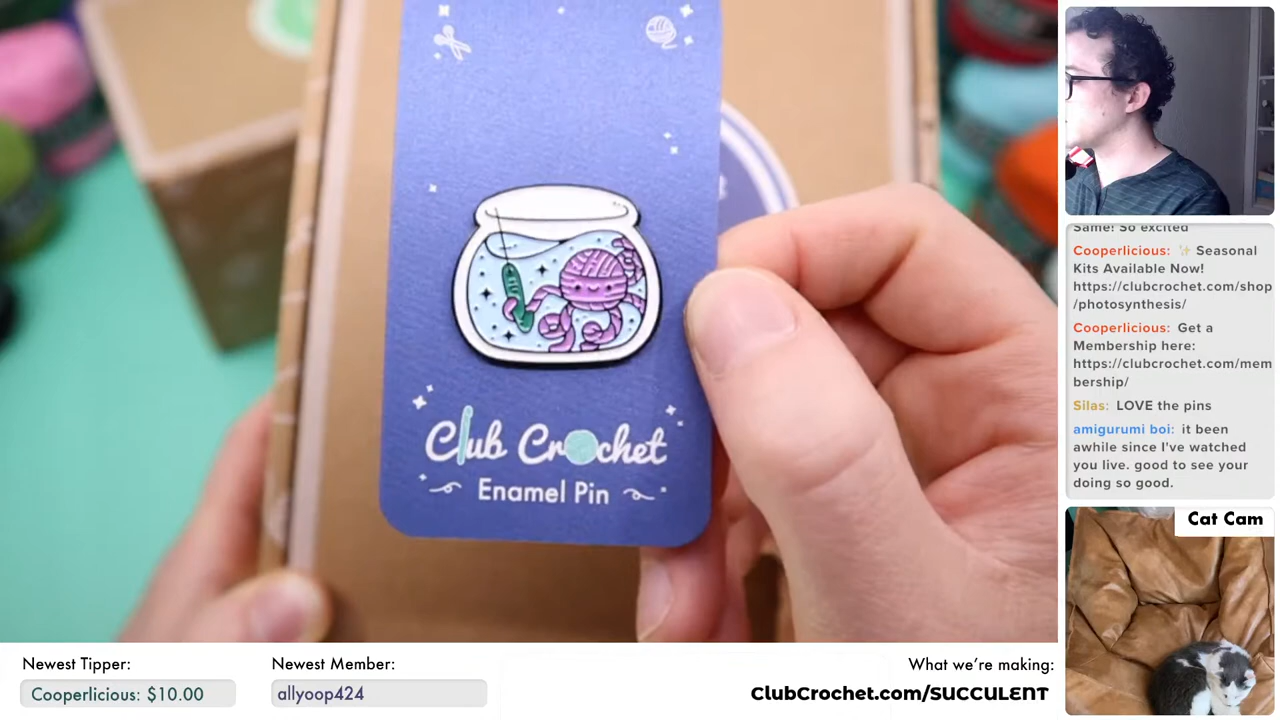 Club Crochet
Enamel Pin
Same! So excited
Cooperlicious: ✨ Seasonal
Kits Available Now!
https://clubcrochet.com/shop
/photosynthesis/
Cooperlicious: Get a
Membership here:
https://clubcrochet.com/mem
bership/
Silas: LOVE the pins
amigurumi boi: it been
awhile since I've watched
you live. good to see your
doing so good.
Cat Cam
Newest Tipper:
Cooperlicious: $10.00
Newest Member:
allyoop424
What we're making:
ClubCrochet.com/SUCCULENT